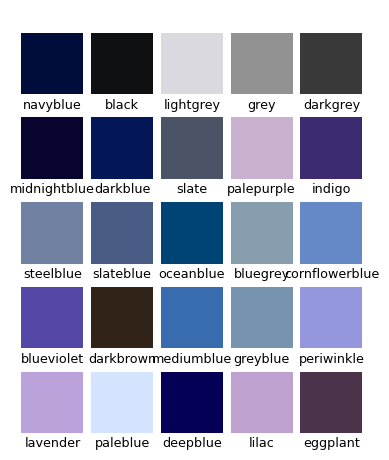 navyblue black lightgrey grey darkgrey
midnightblue darkblue slate palepurple indigo
steelblue slateblue oceanblue bluegrey cornflowerblue
blueviolet darkbrown mediumblue greyblue periwinkle
lavender paleblue deepblue lilac eggplant